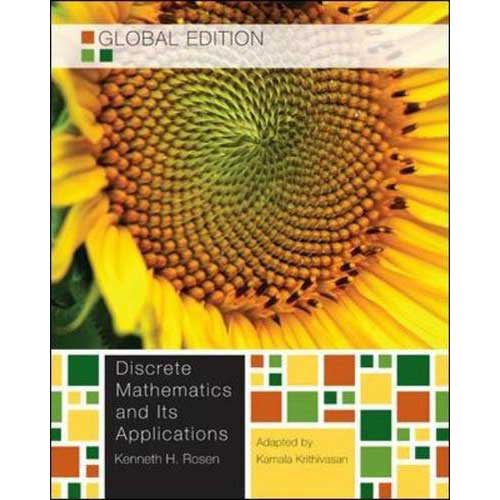 GLOBAL EDITION
Discrete
Mathematics
and Its
Applications
Kenneth H. Rosen
Adapted by
Kamala Krithivasan